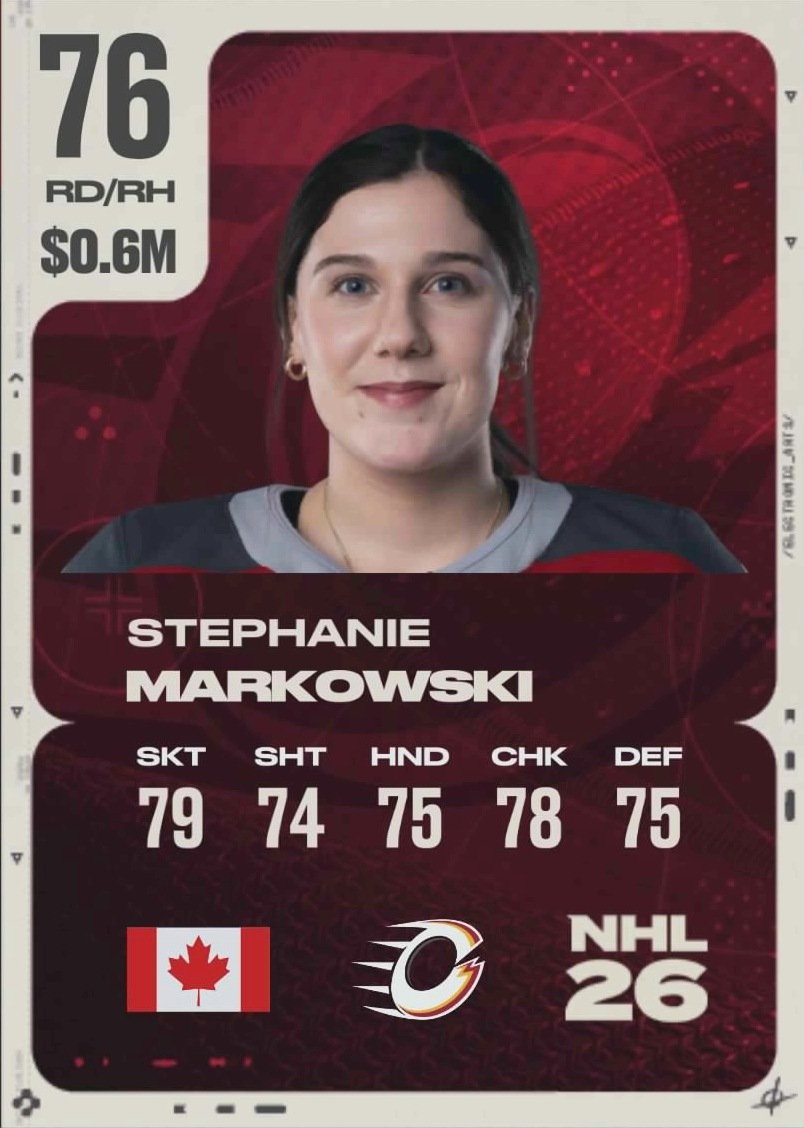 76
RD/RH
$0.6M
/ELECTRONIC_ARTS/
STEPHANIE
MARKOWSKI
SKT SHT HND CHK DEF
79 74 75 78 75
NHL
26